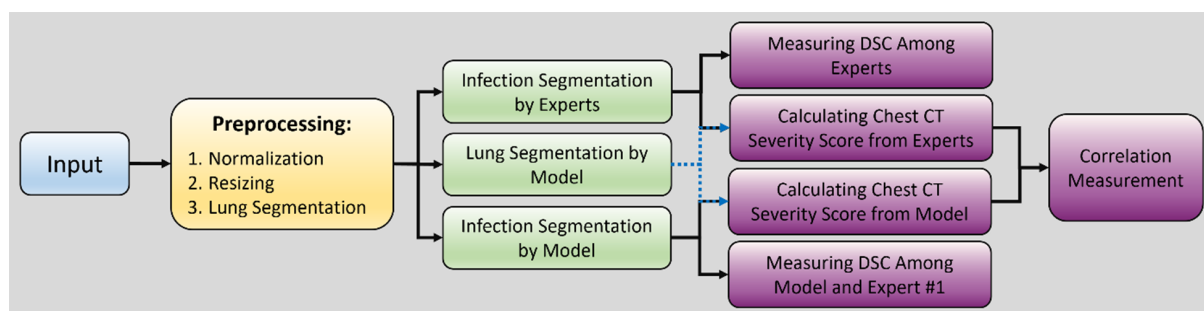 Input
Preprocessing:
1. Normalization
2. Resizing
3. Lung Segmentation
Infection Segmentation
by Experts
Lung Segmentation by
Model
Infection Segmentation
by Model
Measuring DSC Among
Experts
Calculating Chest CT
Severity Score from Experts
Calculating Chest CT
Severity Score from Model
Measuring DSC Among
Model and Expert #1
Correlation
Measurement